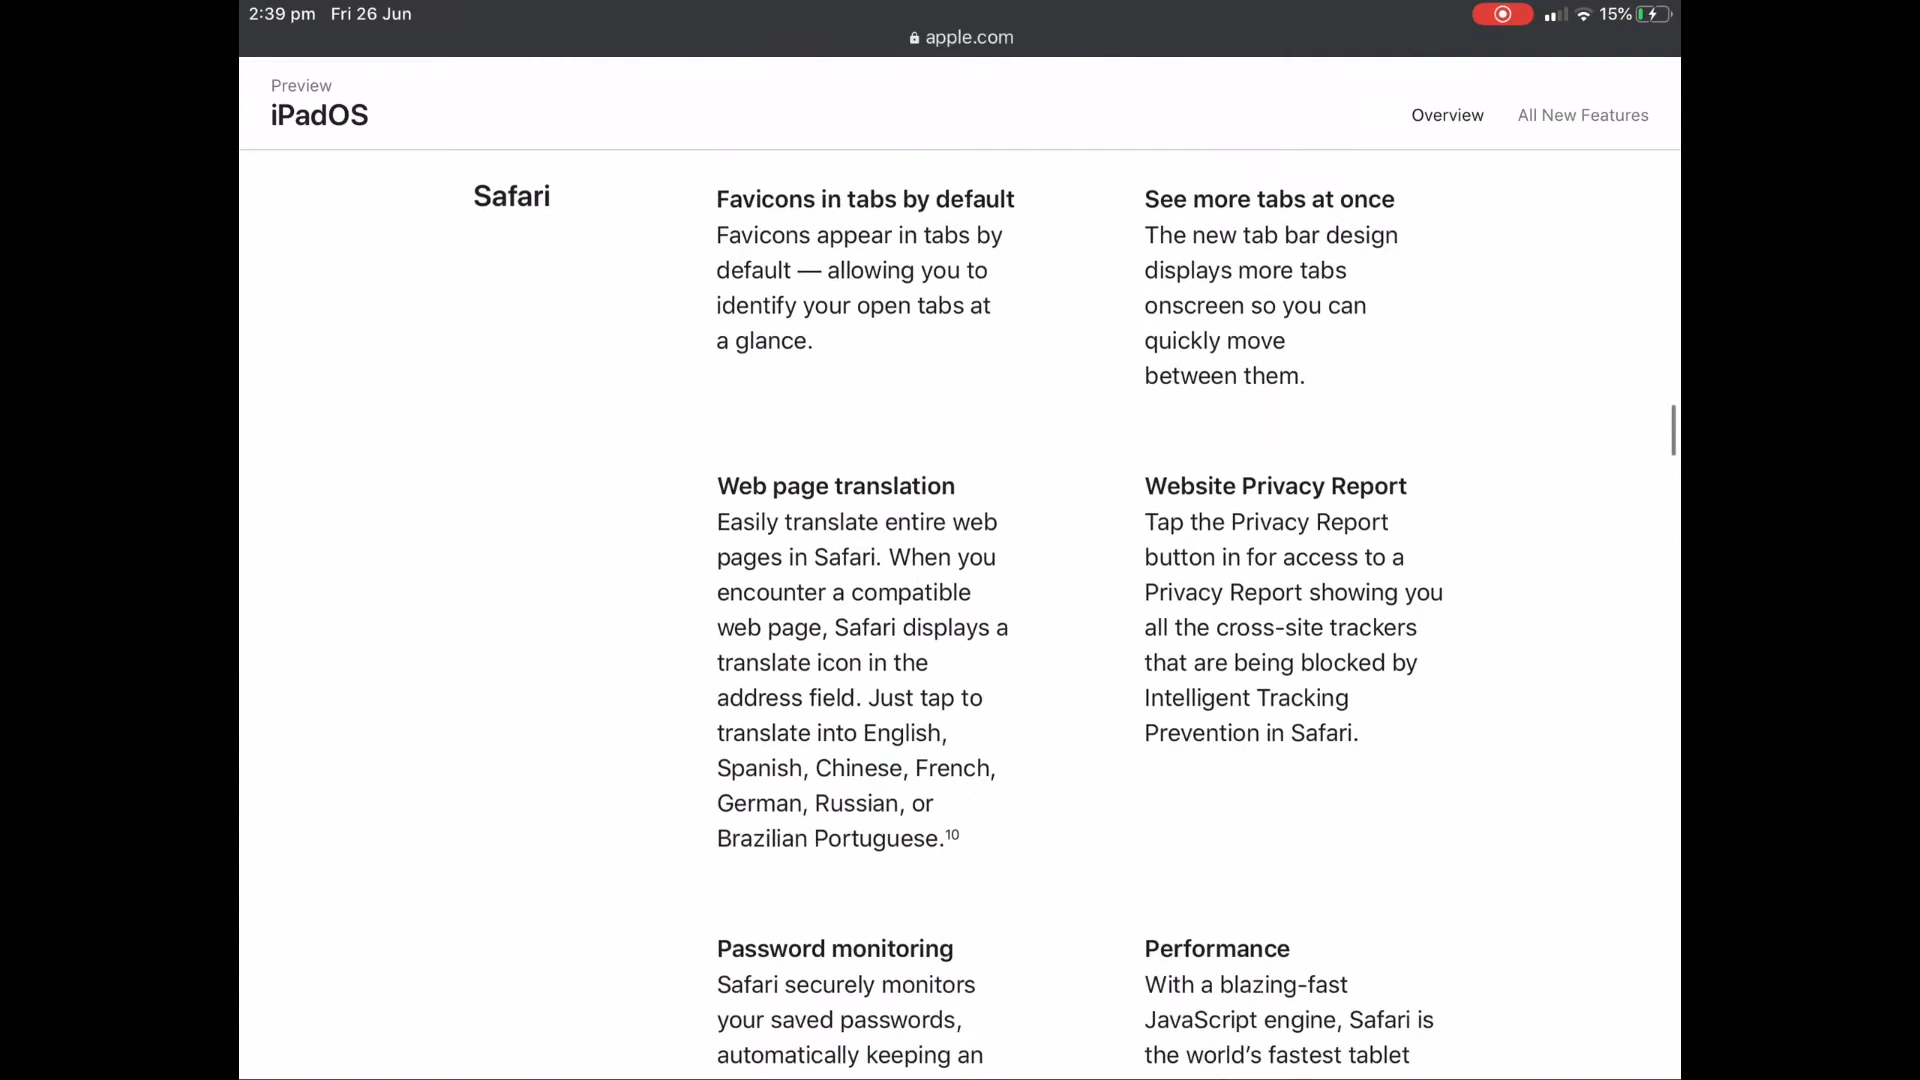 2:39 pm Fri 26 Jun
15%
apple.com
Preview
iPadOS
Overview All New Features
Safari
Favicons in tabs by default
Favicons appear in tabs by
default — allowing you to
identify your open tabs at
a glance.
See more tabs at once
The new tab bar design
displays more tabs
onscreen so you can
quickly move
between them.
Web page translation
Easily translate entire web
pages in Safari. When you
encounter a compatible
web page, Safari displays a
translate icon in the
address field. Just tap to
translate into English,
Spanish, Chinese, French,
German, Russian, or
Brazilian Portuguese.¹⁰
Website Privacy Report
Tap the Privacy Report
button in for access to a
Privacy Report showing you
all the cross-site trackers
that are being blocked by
Intelligent Tracking
Prevention in Safari.
Password monitoring
Safari securely monitors
your saved passwords,
automatically keeping an
Performance
With a blazing-fast
JavaScript engine, Safari is
the world’s fastest tablet